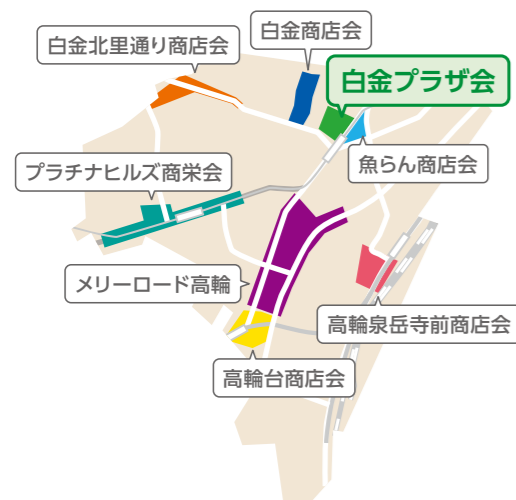 白金商店会
白金北里通り商店会
白金プラザ会
魚らん商店会
プラチナヒルズ商栄会
メリーロード高輪
高輪泉岳寺前商店会
高輪台商店会